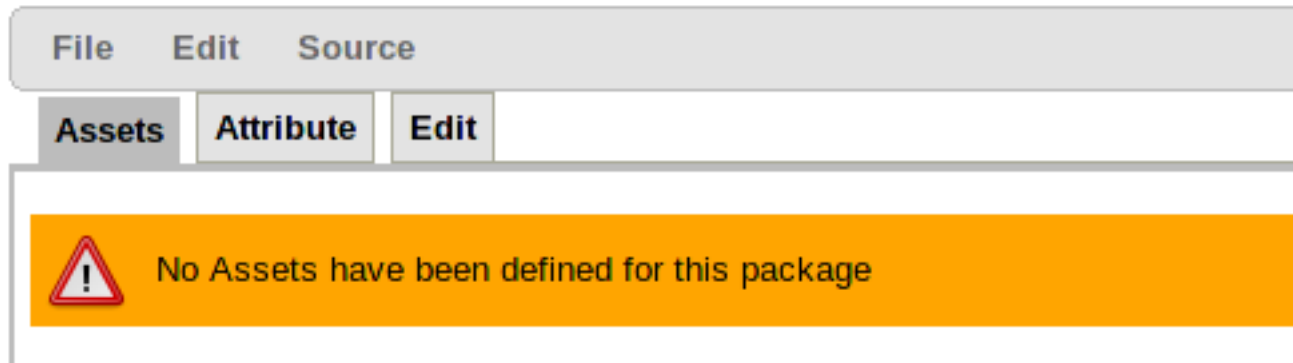 File Edit Source
Assets Attribute Edit
No Assets have been defined for this package